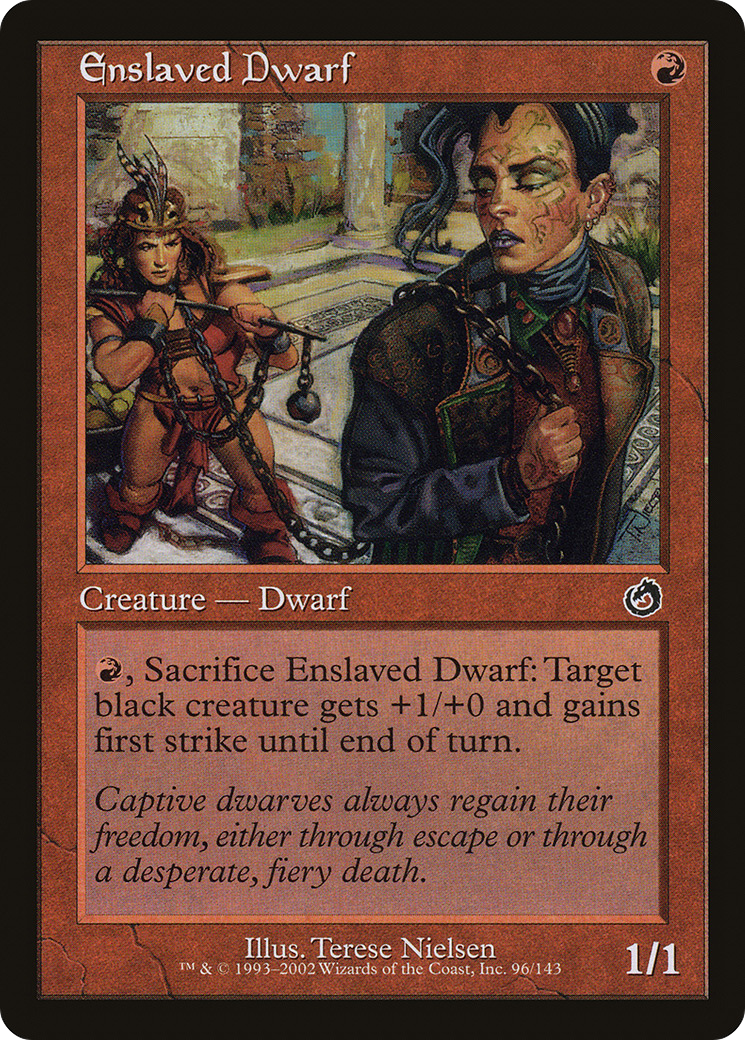 Enslaved Dwarf
Creature — Dwarf
, Sacrifice Enslaved Dwarf: Target
black creature gets +1/+0 and gains
first strike until end of turn.
Captive dwarves always regain their
freedom, either through escape or through
a desperate, fiery death.
Illus. Terese Nielsen
™ & © 1993–2002 Wizards of the Coast, Inc. 96/143
1/1